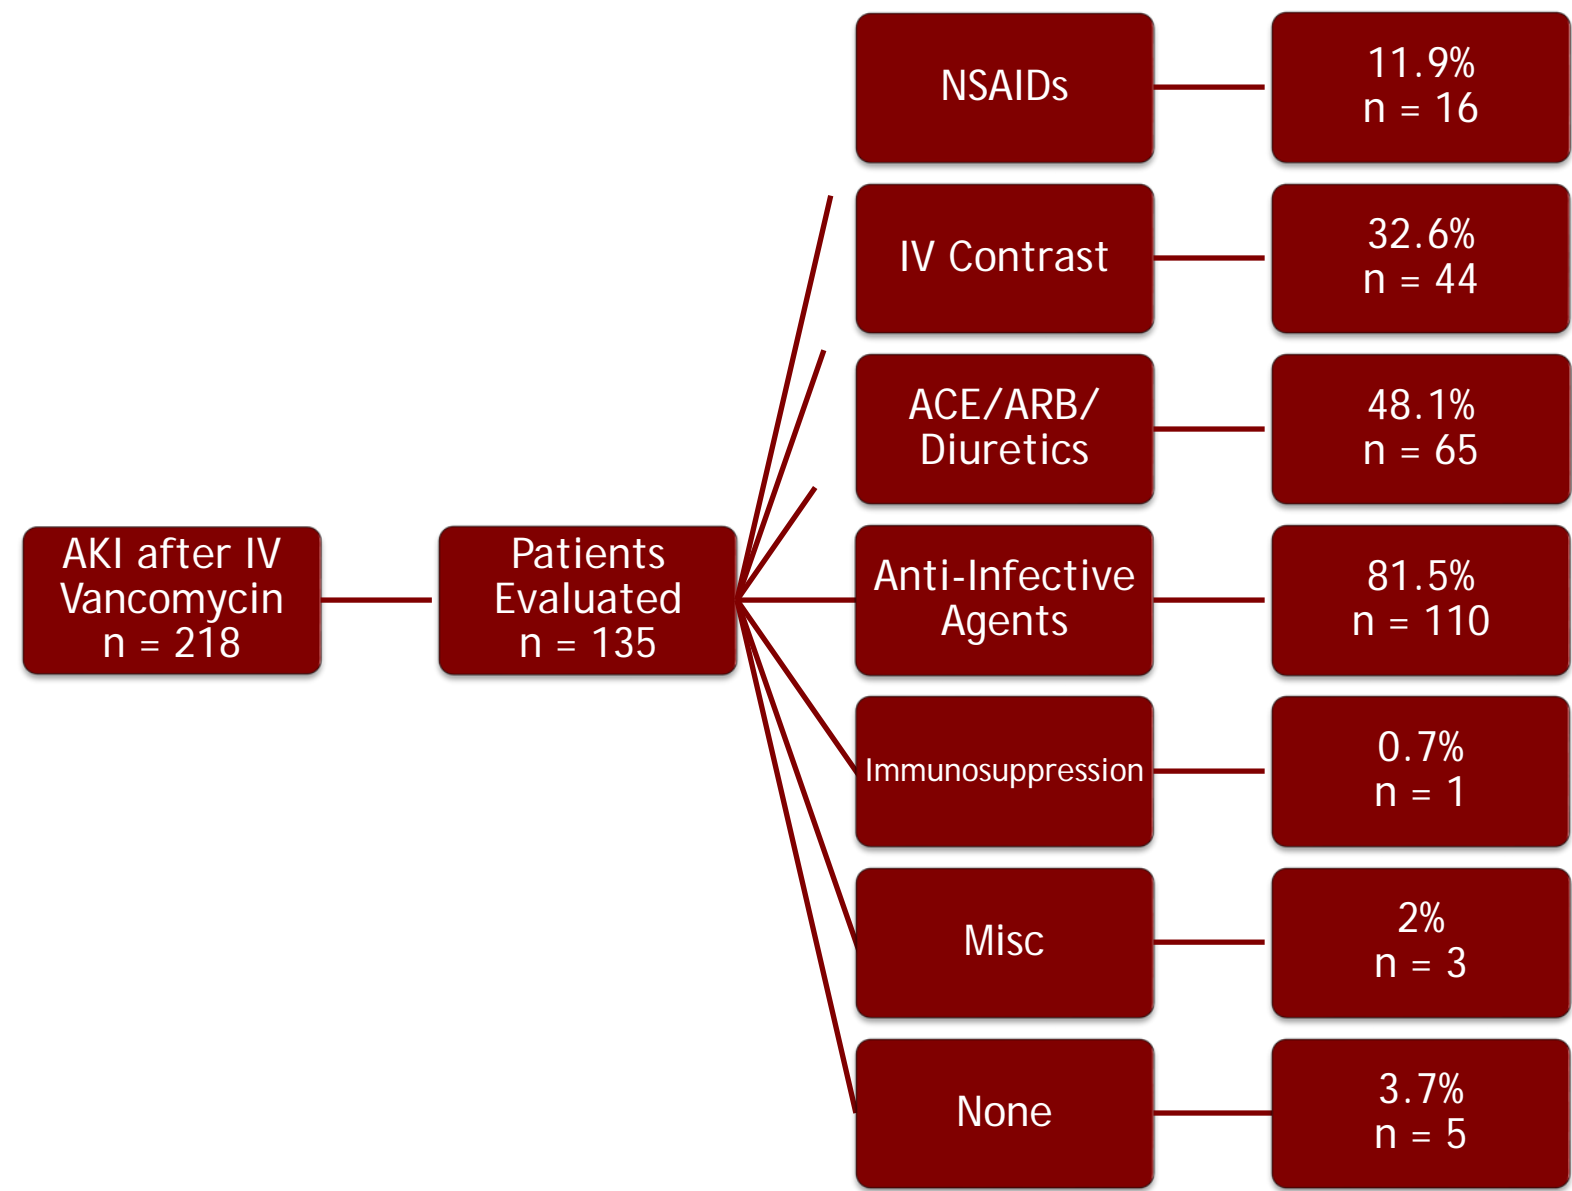 AKI after IV
Vancomycin
n = 218
Patients
Evaluated
n = 135
NSAIDs
11.9%
n = 16
IV Contrast
32.6%
n = 44
ACE/ARB/
Diuretics
48.1%
n = 65
Anti-Infective
Agents
81.5%
n = 110
Immunosuppression
0.7%
n = 1
Misc
2%
n = 3
None
3.7%
n = 5